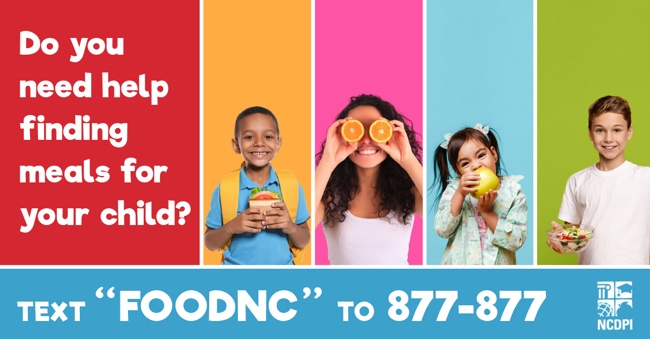 Do you
need help
finding
meals for
your child?
TEXT “FOODNC” TO 877-877
NCDPI